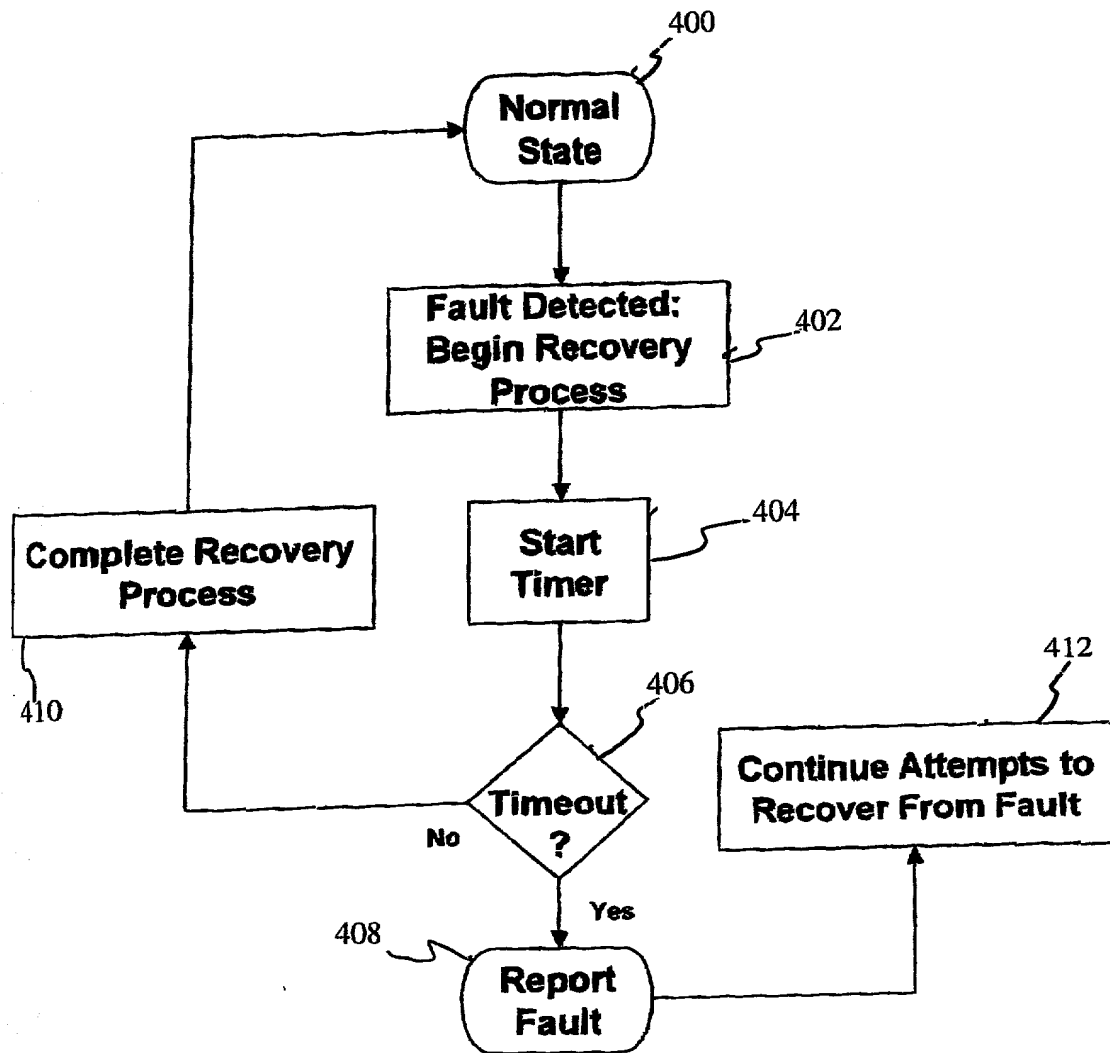 400
Normal
State
Fault Detected:
Begin Recovery
Process
402
Start
Timer
404
Complete Recovery
Process
410
406
Timeout
?
No
Yes
412
Continue Attempts to
Recover From Fault
408
Report
Fault